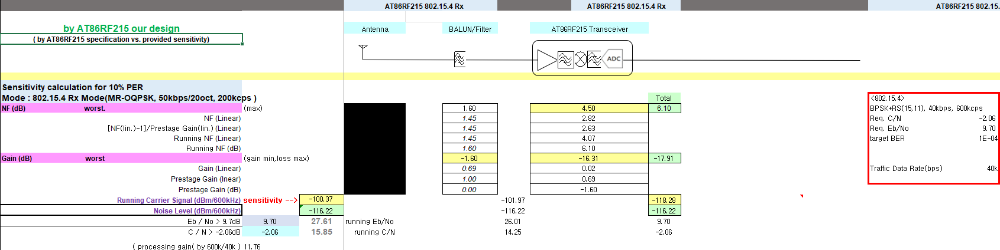 AT86RF215 802.15.4 Rx AT86RF215 802.15.4 Rx AT86RF215 802.15.
by AT86RF215 our design
( by AT86RF215 specification vs. provided sensitivity)
Antenna BALUN/Filter AT86RF215 Transceiver
ADC
Sensitivity calculation for 10% PER
Mode : 802.15.4 Rx Mode(MR-OQPSK, 50kbps/20oct, 200kcps )
Total
<802.15.4>
NF (dB) worst. (max) 1.60 4.50 6.10
BPSK+RS(15,11), 40kbps, 600kcps
NF (Linear) 1.45 2.82
Req. C/N -2.06
[NF(lin.)-1]/Prestage Gain(lin.) (Linear) 1.45 2.63
Req. Eb/No 9.70
Running NF (Linear) 1.45 4.07
target BER 1E-04
Running NF (dB) 1.60 6.10
Gain (dB) worst (gain min,loss max) -1.60 -16.31 -17.91
Gain (Linear) 0.69 0.02
Traffic Data Rate(bps) 40k
Prestage Gain (lnear) 1.00 0.69
Prestage Gain (dB) 0.00 -1.60
Running Carrier Signal (dBm/600kHz) sensitivity --> -100.37 -101.97 -118.28
Noise Level (dBm/600kHz) -116.22 -116.22 -116.22
Eb / No > 9.7dB 9.70 27.61 running Eb/No 26.01 9.70
C / N > -2.06dB -2.06 15.85 running C/N 14.25 -2.06
( processing gain( by 600k/40k ) 11.76